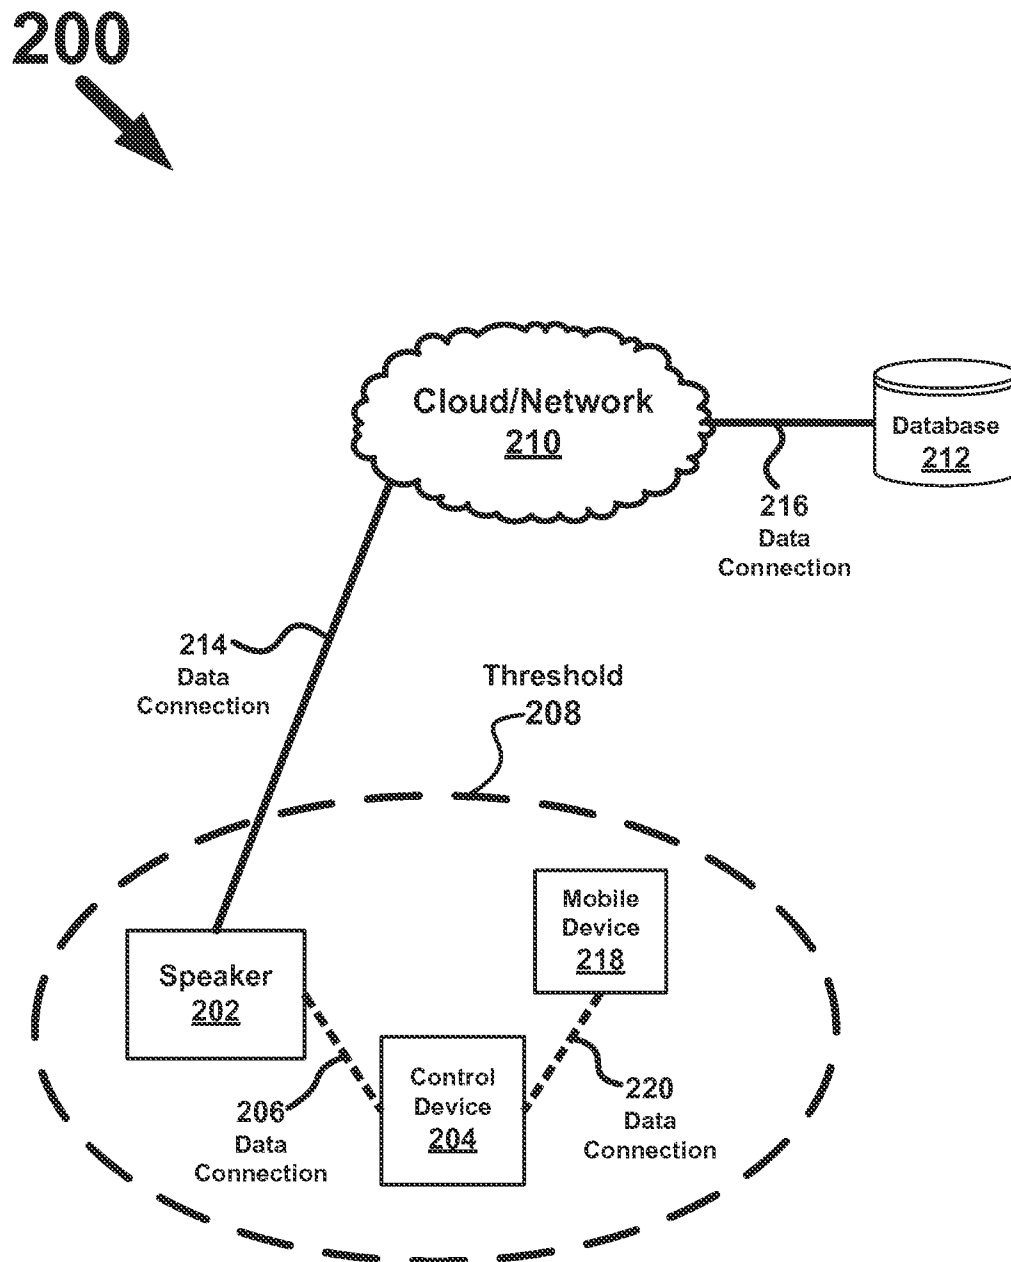 200
Cloud/Network
210
Database
212
216
Data
Connection
214
Data
Connection
Threshold
208
Mobile
Device
218
Speaker
202
Control
Device
204
206
Data
Connection
220
Data
Connection